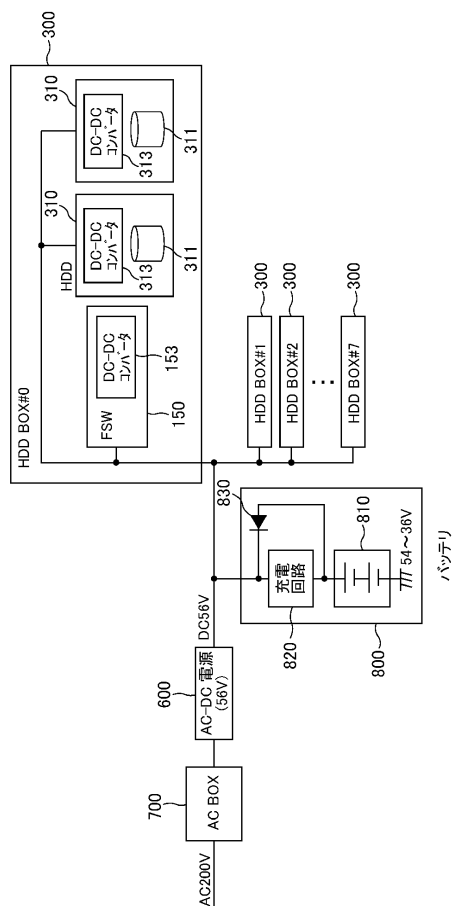 AC200V
700
AC BOX
600
AC-DC 電源
(56V)
DC56V
HDD BOX#0
300
FSW
DC-DC
コンバータ
153
150
HDD
310
DC-DC
コンバータ
313
311
310
DC-DC
コンバータ
313
311
830
充電
回路
820
810
54～36V
800
バッテリ
HDD BOX#1
300
HDD BOX#2
300
…
HDD BOX#7
300